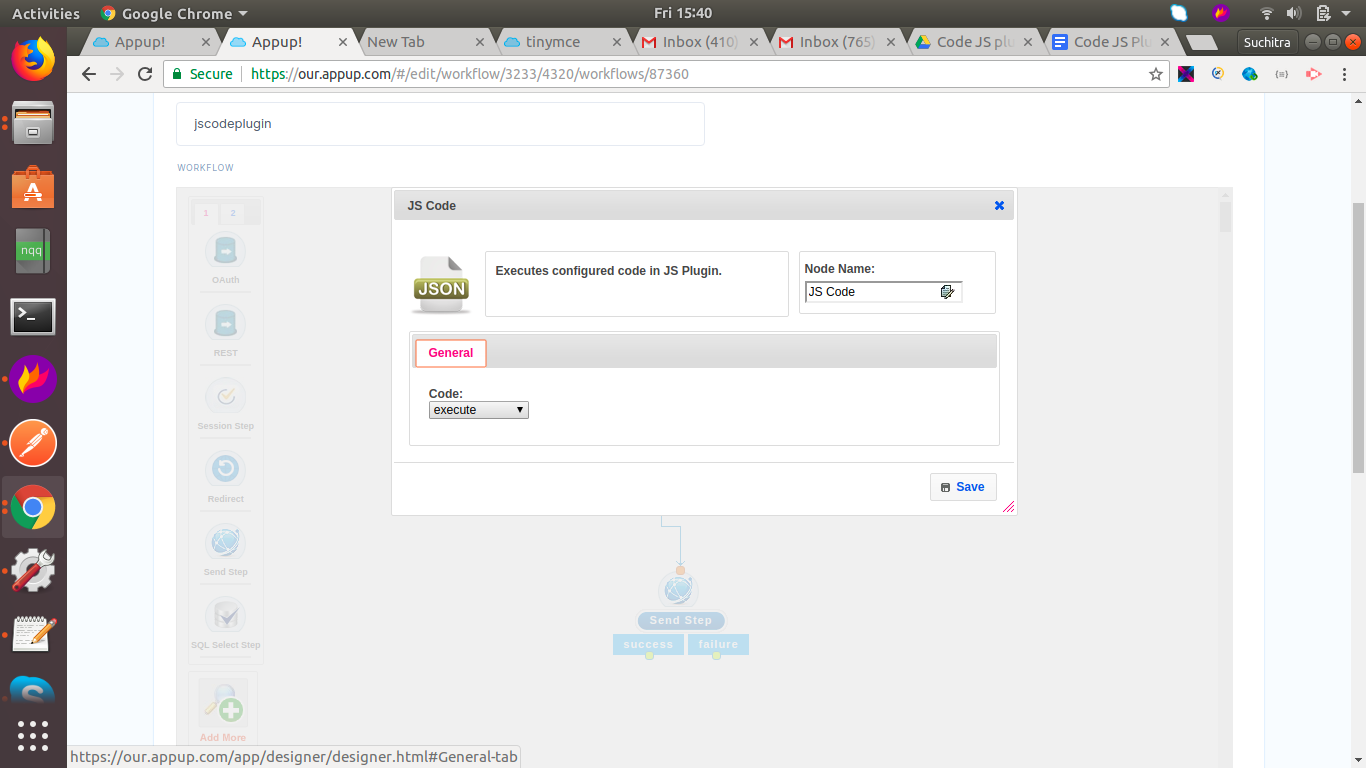 Activities Google Chrome Fri 15:40
Appup! Appup! New Tab tinymce Inbox (410) Inbox (765) Code JS plu Code JS Plu Suchitra
Secure https://our.appup.com/#/edit/workflow/3233/4320/workflows/87360
jscodeplugin
WORKFLOW
JS Code
1 2
OAuth
REST
Session Step
Redirect
Send Step
SQL Select Step
Add More
JSON
Executes configured code in JS Plugin.
Node Name:
JS Code
General
Code:
execute
Save
Send Step
success failure
nqq
https://our.appup.com/app/designer/designer.html#General-tab